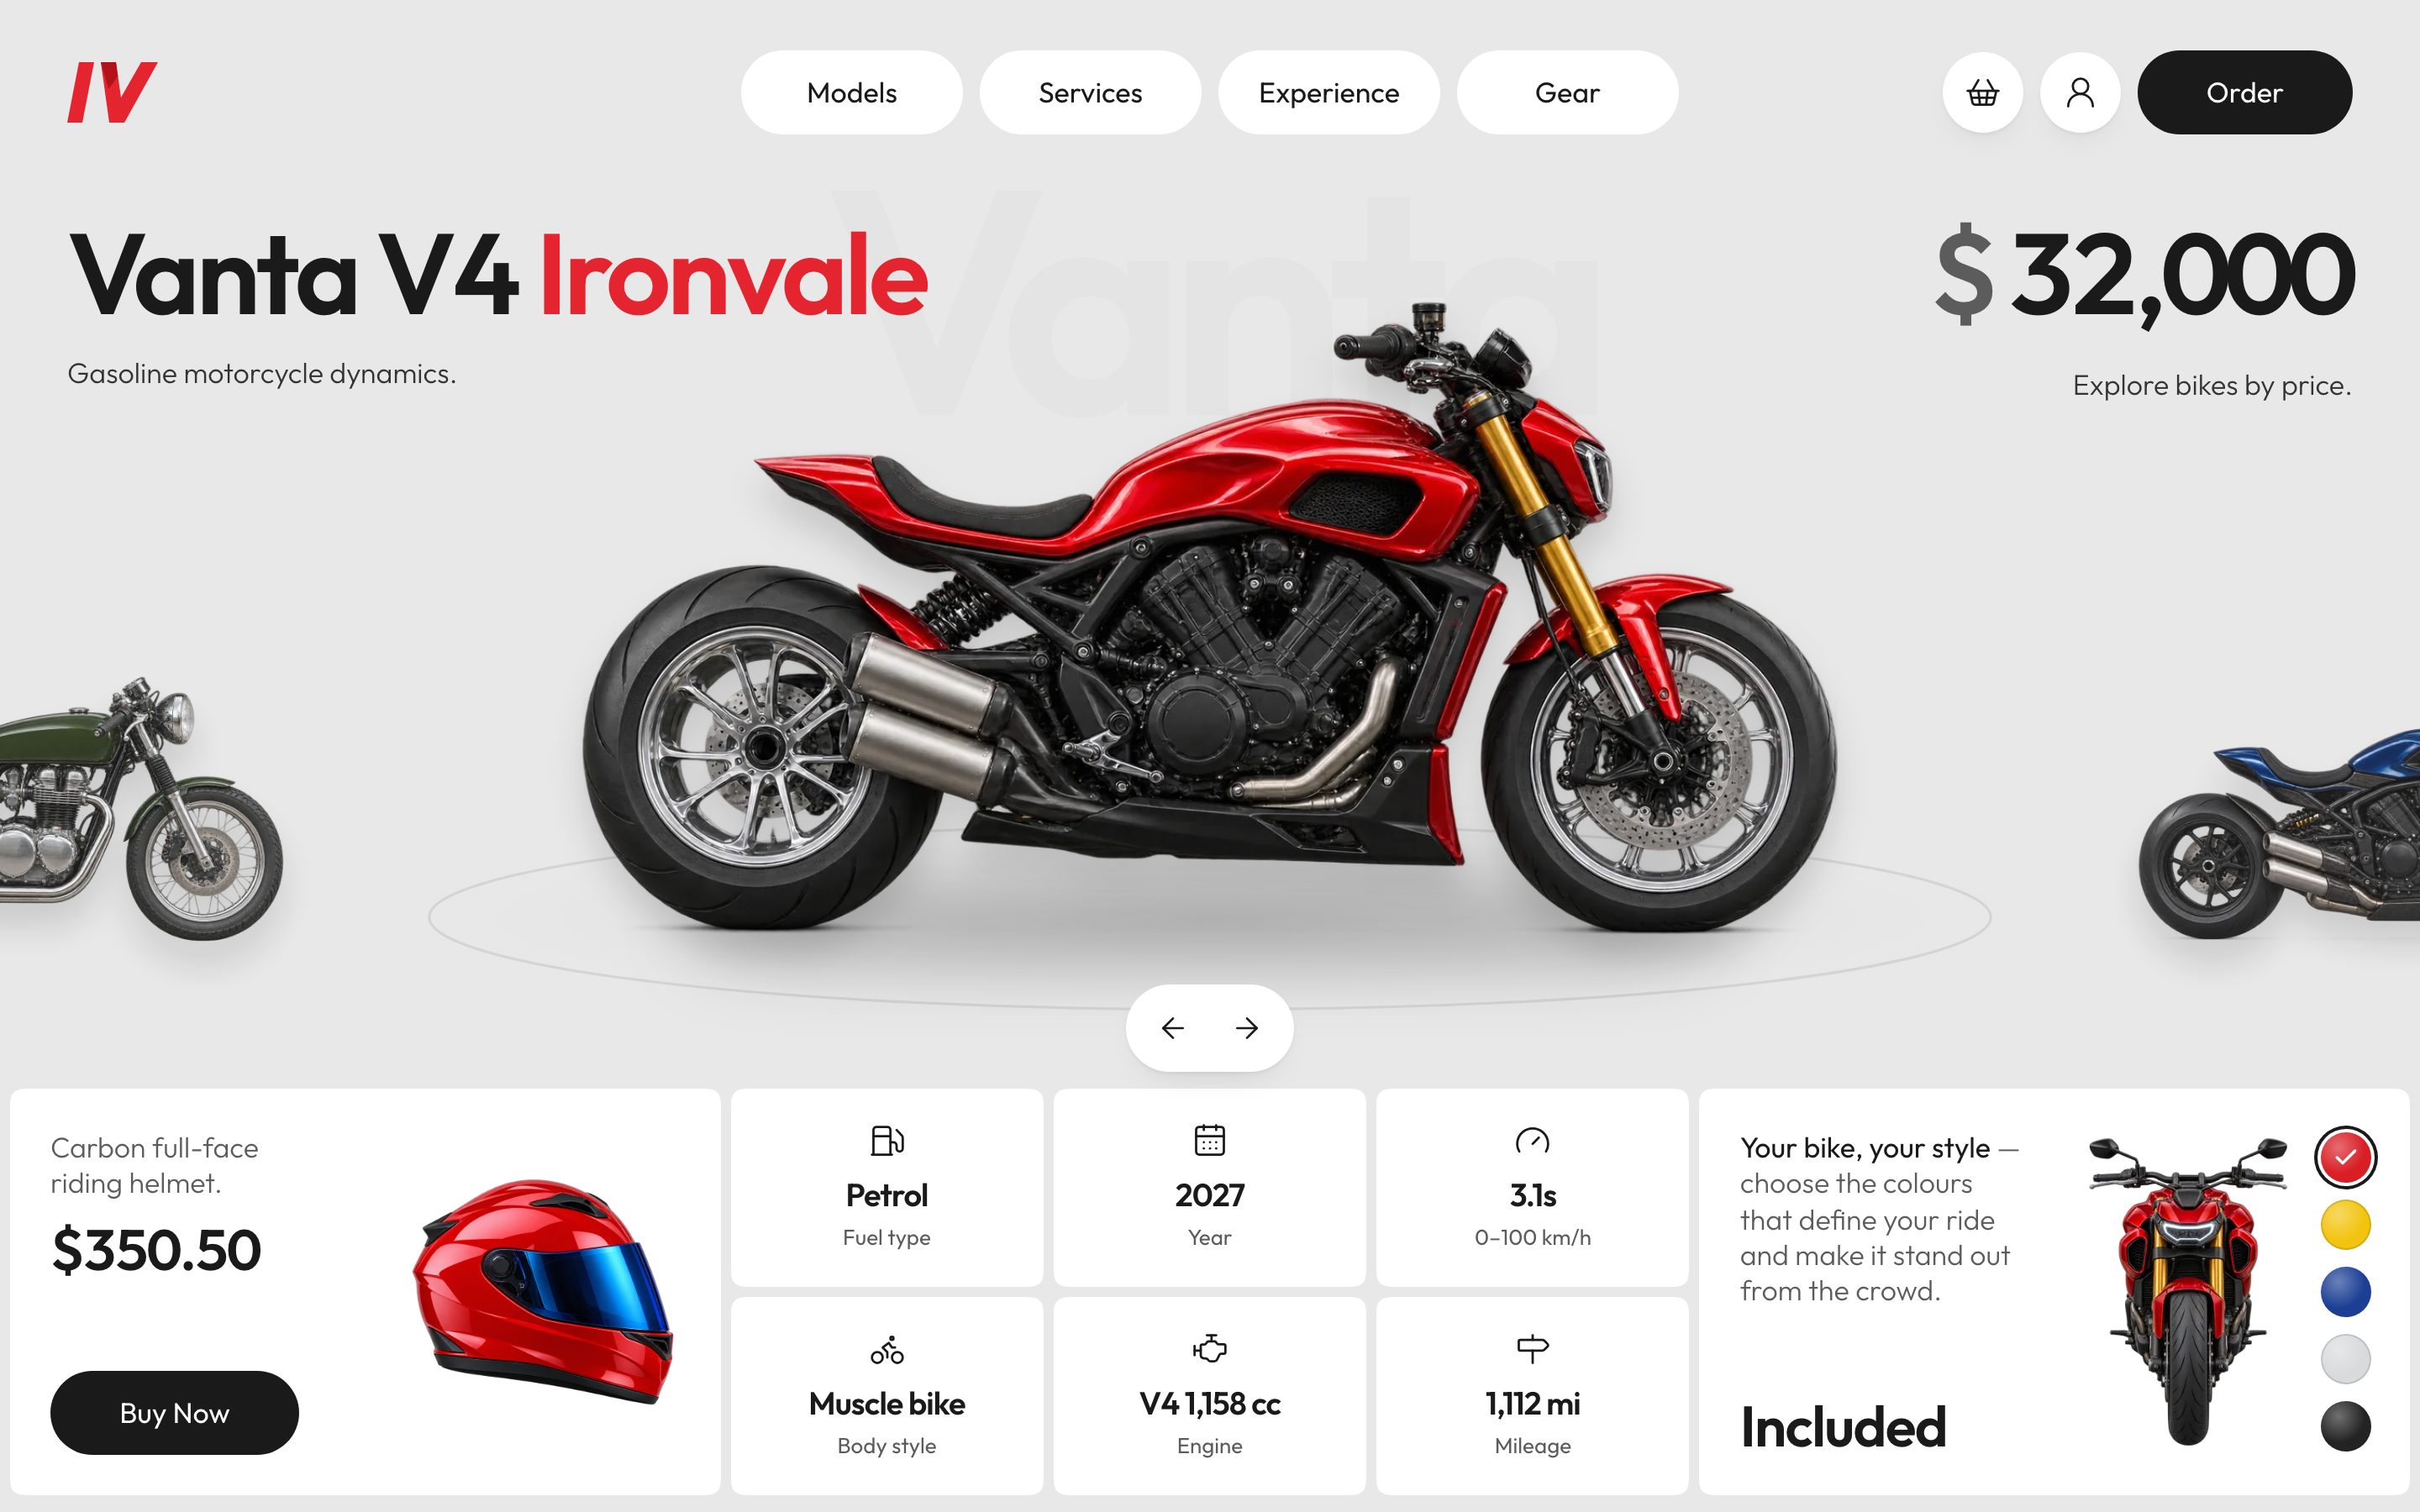 IV
Models
Services
Experience
Gear
Order
Vanta
Vanta V4 Ironvale
$ 32,000
Gasoline motorcycle dynamics.
Explore bikes by price.
Carbon full-face
riding helmet.
$350.50
Buy Now
Petrol
Fuel type
2027
Year
3.1s
0–100 km/h
Muscle bike
Body style
V4 1,158 cc
Engine
1,112 mi
Mileage
Your bike, your style —
choose the colours
that define your ride
and make it stand out
from the crowd.
Included